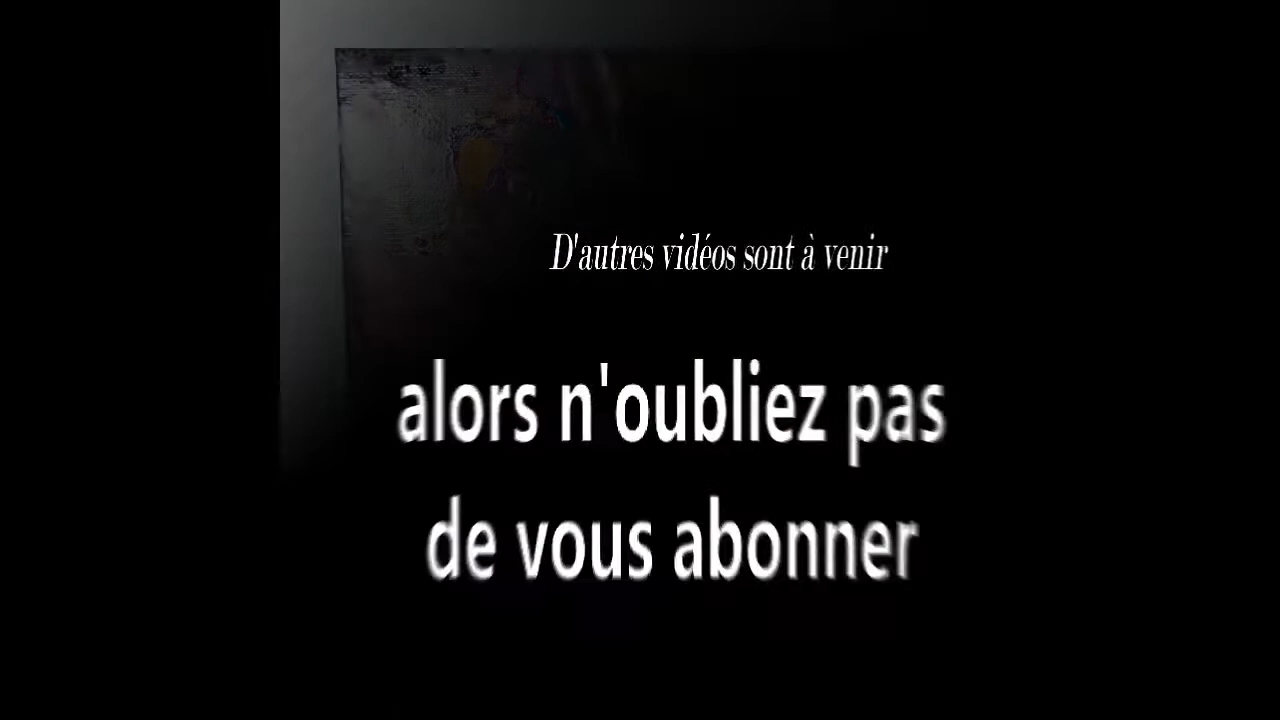 D'autres vidéos sont à venir
alors n'oubliez pas
de vous abonner